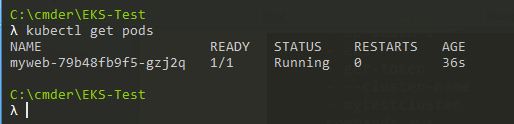 C:\cmder\EKS-Test
λ kubectl get pods
NAME READY STATUS RESTARTS AGE
myweb-79b48fb9f5-gzj2q 1/1 Running 0 36s
C:\cmder\EKS-Test
λ